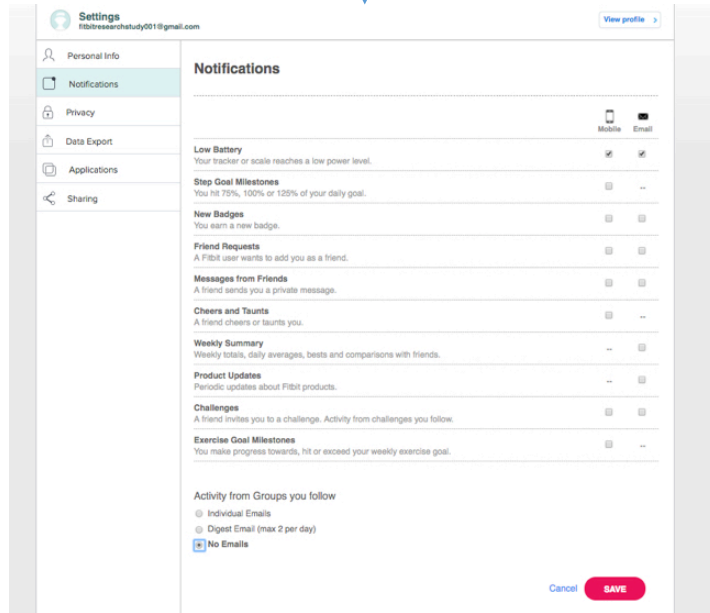 Settings
fitbitresearchstudy001@gmail.com
View profile >
Personal Info
Notifications
Privacy
Data Export
Applications
Sharing
Notifications
Mobile Email
Low Battery
Your tracker or scale reaches a low power level.
Step Goal Milestones
You hit 75%, 100% or 125% of your daily goal.
--
New Badges
You earn a new badge.
Friend Requests
A Fitbit user wants to add you as a friend.
Messages from Friends
A friend sends you a private message.
Cheers and Taunts
A friend cheers or taunts you.
--
Weekly Summary
Weekly totals, daily averages, bests and comparisons with friends.
--
Product Updates
Periodic updates about Fitbit products.
--
Challenges
A friend invites you to a challenge. Activity from challenges you follow.
Exercise Goal Milestones
You make progress towards, hit or exceed your weekly exercise goal.
--
Activity from Groups you follow
Individual Emails
Digest Email (max 2 per day)
No Emails
Cancel SAVE